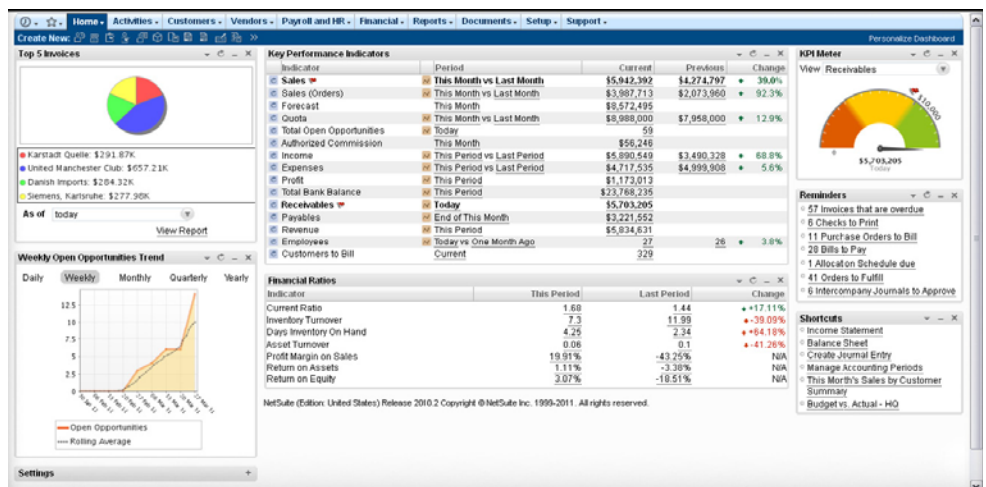 Home Activities Customers Vendors Payroll and HR Financial Reports Documents Setup Support
Create New: Personalize Dashboard
Top 5 Invoices
Karstadt Quelle: $291.87K
United Manchester Club: $657.21K
Danish Imports: $284.32K
Siemens, Karlsruhe: $277.96K
As of today
View Report
Weekly Open Opportunities Trend
Daily Weekly Monthly Quarterly Yearly
12.5
10
7.5
5
2.5
0
Open Opportunities
Rolling Average
Settings
Key Performance Indicators
Indicator Period Current Previous Change
Sales This Month vs Last Month $5,942,392 $4,274,797 39.0%
Sales (Orders) This Month vs Last Month $3,987,713 $2,073,960 92.3%
Forecast This Month $8,572,495
Quota This Month vs Last Month $8,988,000 $7,958,000 12.9%
Total Open Opportunities Today 59
Authorized Commission This Month $56,246
Income This Period vs Last Period $5,890,549 $3,490,328 68.8%
Expenses This Period vs Last Period $4,717,535 $4,999,908 5.6%
Profit This Period $1,173,013
Total Bank Balance This Period $23,768,235
Receivables Today $5,703,205
Payables End of This Month $3,221,552
Revenue This Period $5,834,631
Employees Today vs One Month Ago 27 26 3.8%
Customers to Bill Current 329
Financial Ratios
Indicator This Period Last Period Change
Current Ratio 1.68 1.44 +17.11%
Inventory Turnover 7.3 11.99 -39.09%
Days Inventory On Hand 4.25 2.34 +64.18%
Asset Turnover 0.06 0.1 -41.26%
Profit Margin on Sales 19.91% -43.25% N/A
Return on Assets 1.11% -3.38% N/A
Return on Equity 3.07% -18.51% N/A
NetSuite (Edition: United States) Release 2010.2 Copyright © NetSuite Inc. 1999-2011. All rights reserved.
KPI Meter
View Receivables
$10,000
0
$5,703,205
Today
Reminders
57 Invoices that are overdue
6 Checks to Print
11 Purchase Orders to Bill
28 Bills to Pay
1 Allocation Schedule due
41 Orders to Fulfill
6 Intercompany Journals to Approve
Shortcuts
Income Statement
Balance Sheet
Create Journal Entry
Manage Accounting Periods
This Month's Sales by Customer
Summary
Budget vs. Actual - HQ